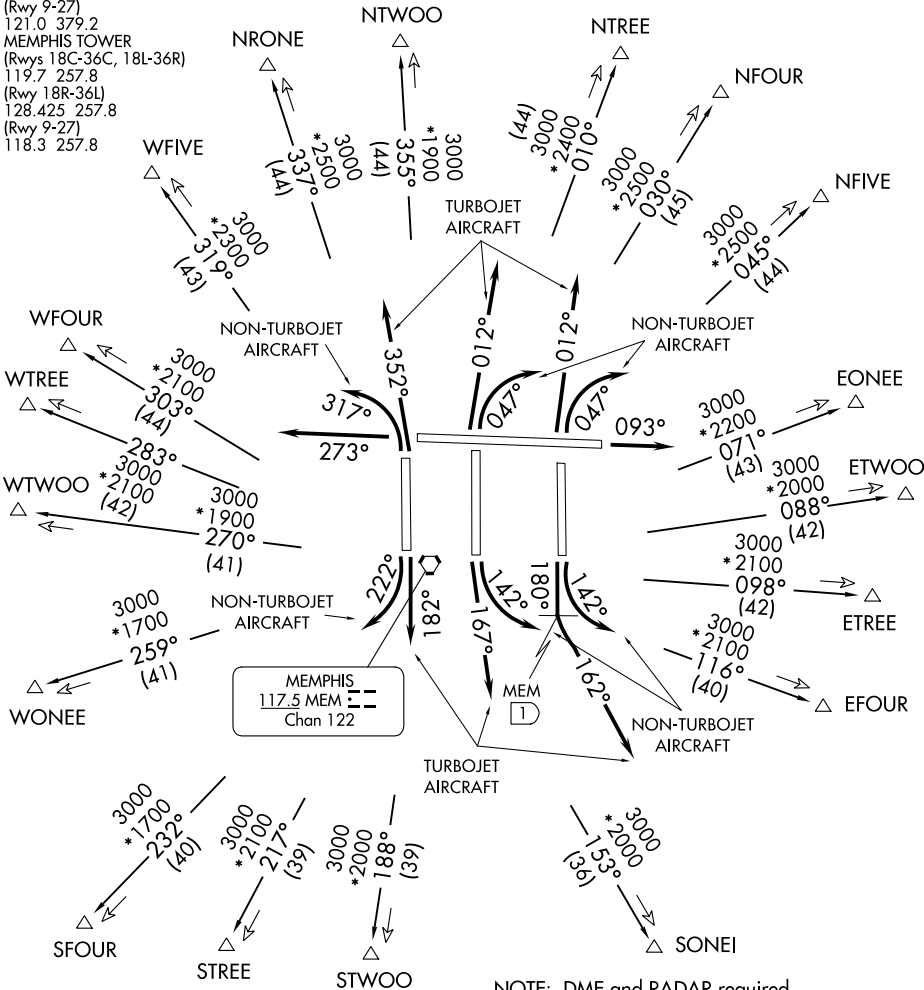 (Rwy 9-27)
121.0 379.2
MEMPHIS TOWER
(Rwys 18C-36C, 18L-36R)
119.7 257.8
(Rwy 18R-36L)
128.425 257.8
(Rwy 9-27)
118.3 257.8
NTWOO
3000
*1900
355°
(44)
NRONE
3000
*2500
337°
(44)
NTREE
(44)
3000
*2400
010°
NFOUR
3000
*2500
030°
(45)
WFIVE
3000
*2300
319°
(43)
NFIVE
3000
*2500
045°
(44)
TURBOJET
AIRCRAFT
NON-TURBOJET
AIRCRAFT
NON-TURBOJET
AIRCRAFT
352°
012°
012°
317°
047°
047°
273°
093°
WFOUR
3000
*2100
303°
(44)
WTREE
283°
*3000
*2100
(42)
WTWOO
3000
*1900
270°
(41)
EONEE
3000
*2200
071°
(43)
ETWOO
3000
*2000
088°
(42)
3000
*2100
098°
(42)
ETREE
3000
*2100
116°
(40)
EFOUR
222°
182°
167°
142°
180°
142°
162°
NON-TURBOJET
AIRCRAFT
3000
*1700
259°
(41)
WONEE
MEMPHIS
117.5 MEM
Chan 122
MEM
1
NON-TURBOJET
AIRCRAFT
TURBOJET
AIRCRAFT
3000
*1700
232°
(40)
SFOUR
3000
*2100
217°
(39)
STREE
3000
*2000
188°
(39)
STWOO
3000
*2000
153°
(36)
SONEI
NOTE: DME and RADAR required.